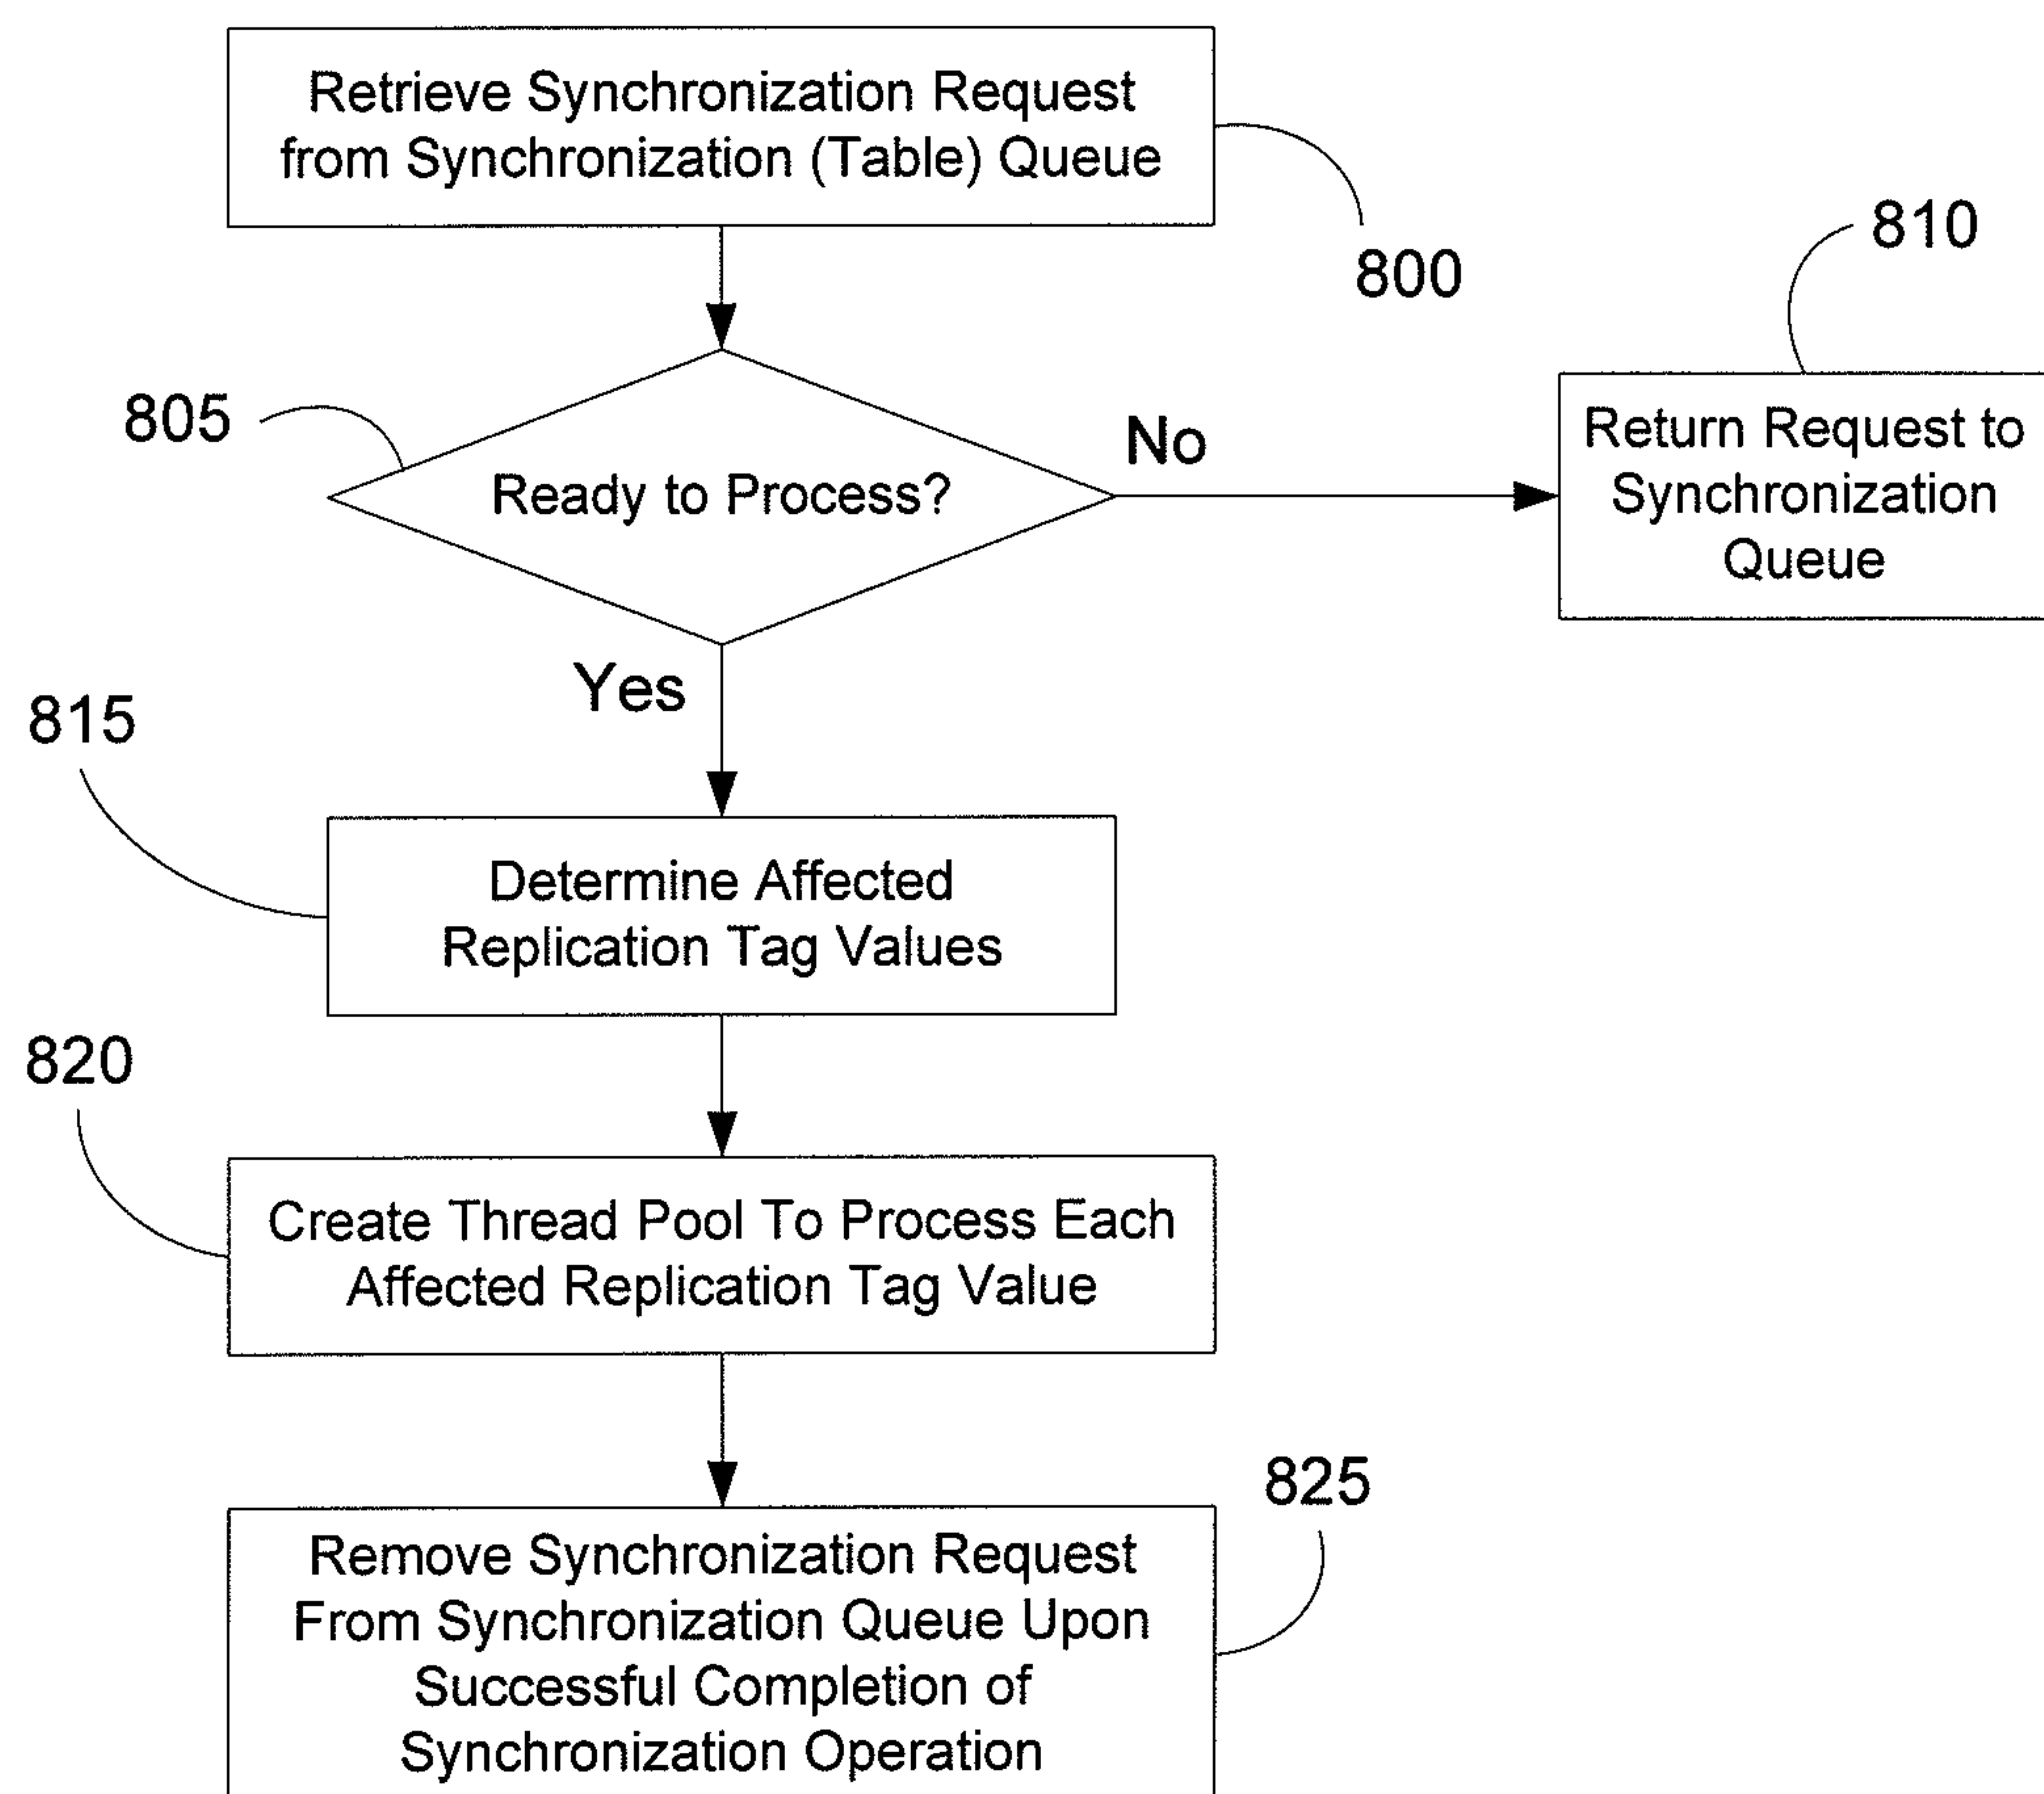 Retrieve Synchronization Request
from Synchronization (Table) Queue
800
810
805
Ready to Process?
No
Return Request to
Synchronization
Queue
Yes
815
Determine Affected
Replication Tag Values
820
Create Thread Pool To Process Each
Affected Replication Tag Value
825
Remove Synchronization Request
From Synchronization Queue Upon
Successful Completion of
Synchronization Operation